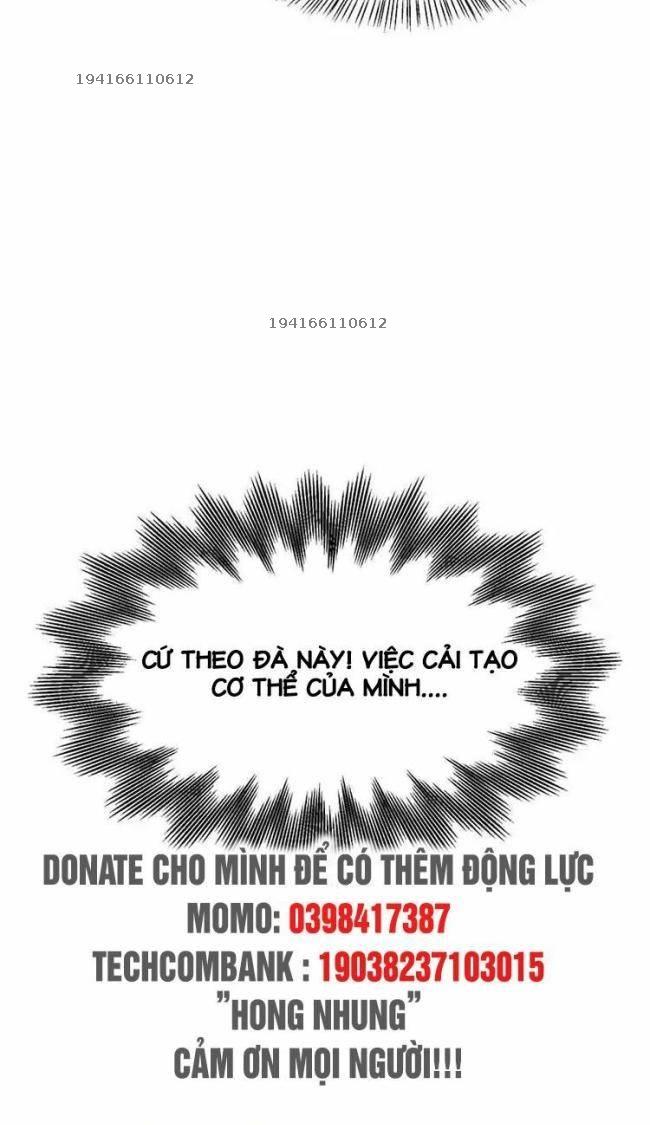 194166110612
194166110612
CỨ THEO ĐÀ NÀY! VIỆC CẢI TẠO
CƠ THỂ CỦA MÌNH....
DONATE CHO MÌNH ĐỂ CÓ THÊM ĐỘNG LỰC
MOMO: 0398417387
TECHCOMBANK : 19038237103015
"HONG NHUNG"
CẢM ƠN MỌI NGƯỜI!!!